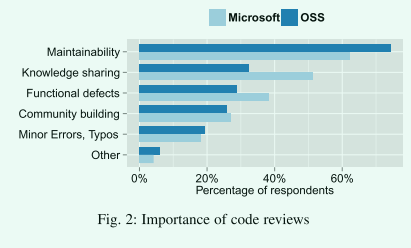 Microsoft OSS
Maintainability
Knowledge sharing
Functional defects
Community building
Minor Errors, Typos
Other
0% 20% 40% 60%
Percentage of respondents
Fig. 2: Importance of code reviews